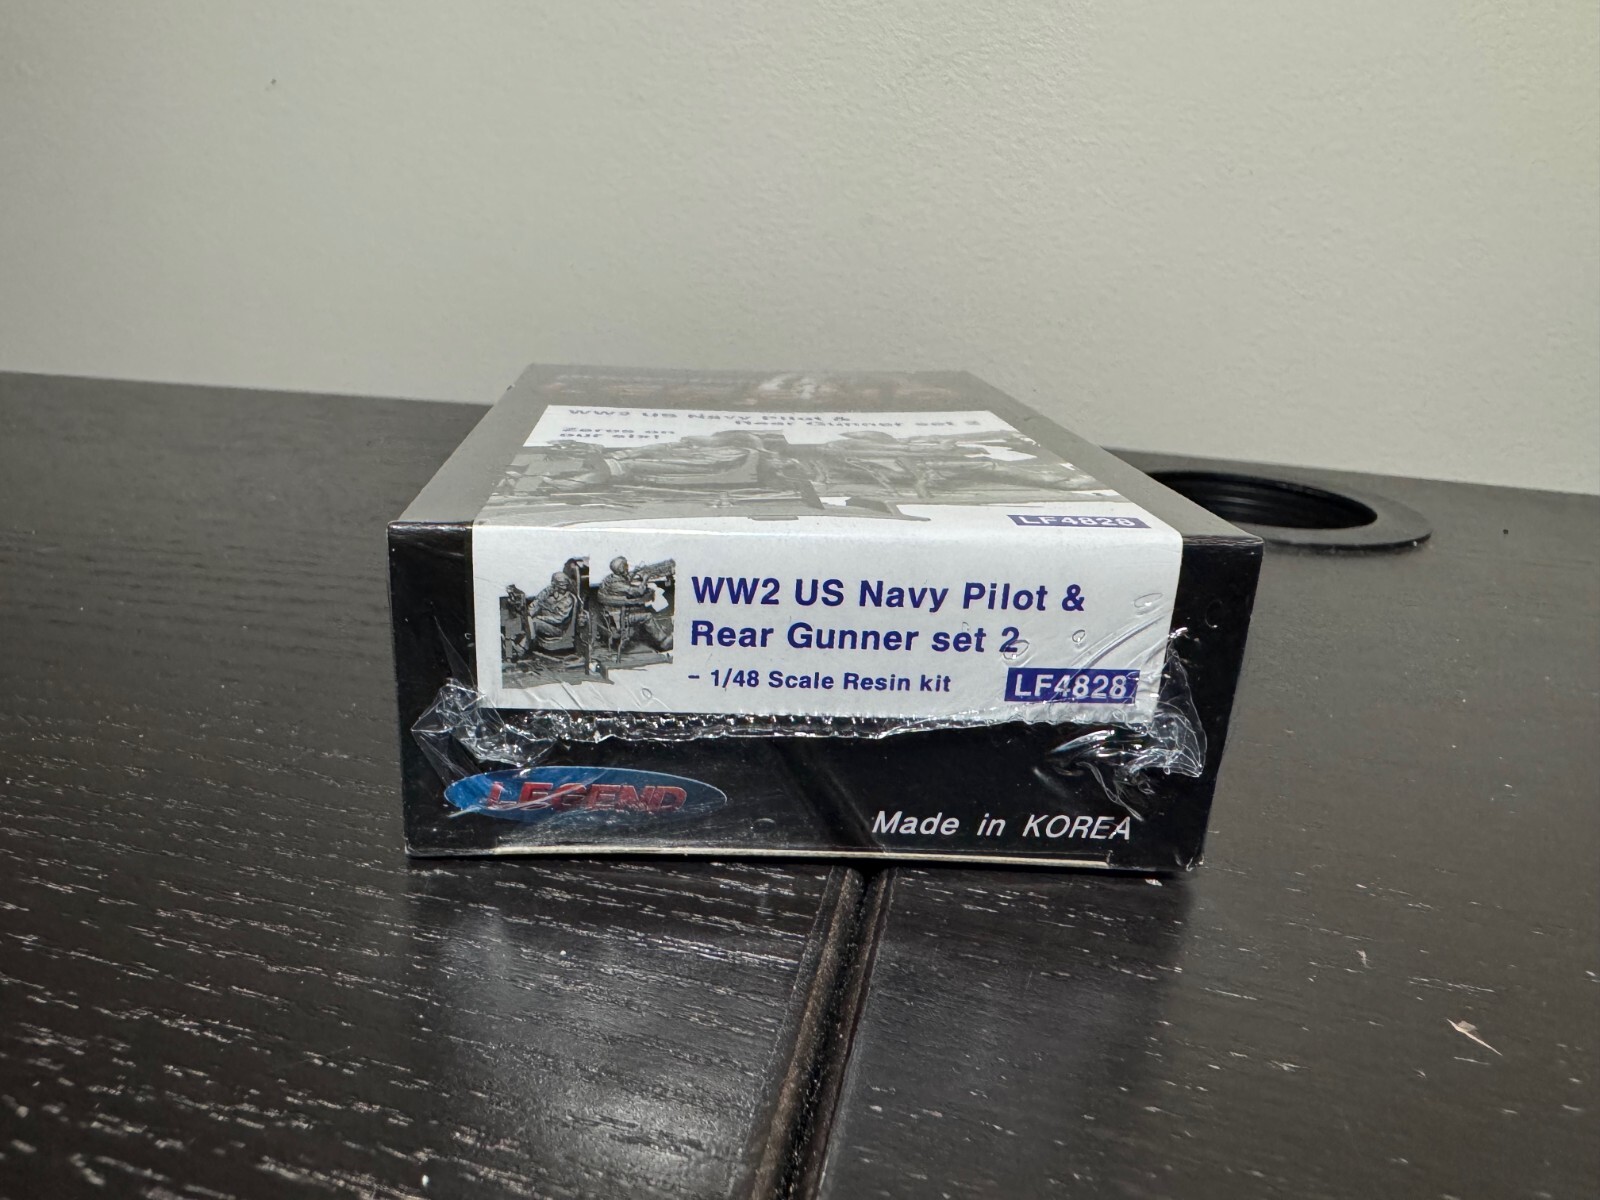 WW2 US Navy Pilot &
Rear Gunner set 2
Zeros on
our six!
LF4828
WW2 US Navy Pilot &
Rear Gunner set 2
- 1/48 Scale Resin kit
LF4828
LEGEND
Made in KOREA